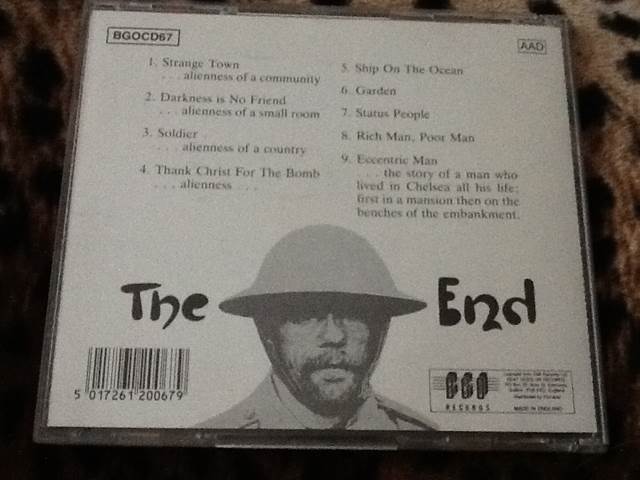 BGOCD67
AAD
1. Strange Town
. . . alienness of a community
2. Darkness is No Friend
. . . alienness of a small room
3. Soldier
. . . alienness of a country
4. Thank Christ For The Bomb
. . . alienness . . .
5. Ship On The Ocean
6. Garden
7. Status People
8. Rich Man, Poor Man
9. Eccentric Man
. . . the story of a man who
lived in Chelsea all his life;
first in a mansion then on the
benches of the embankment.
The End
5 017261 200679
BGO
RECORDS
MADE IN ENGLAND